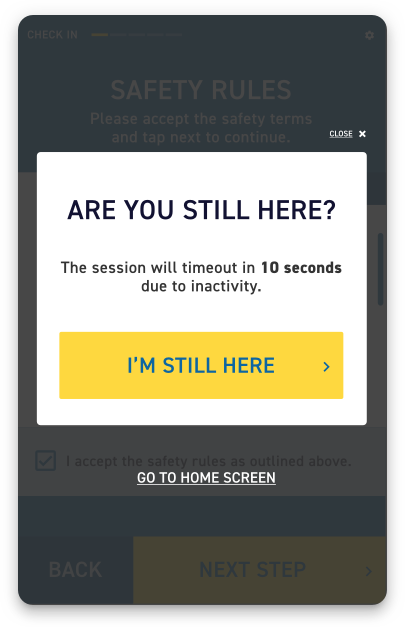 CHECK IN
SAFETY RULES
Please accept the safety terms
and tap next to continue.
CLOSE
ARE YOU STILL HERE?
The session will timeout in 10 seconds
due to inactivity.
I'M STILL HERE
I accept the safety rules as outlined above.
GO TO HOME SCREEN
BACK
NEXT STEP